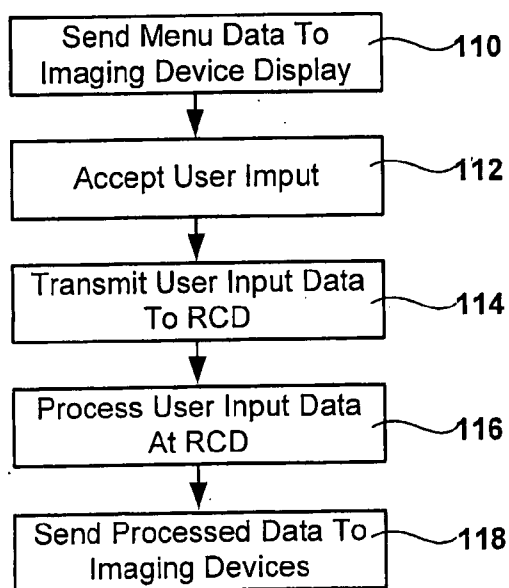 Send Menu Data To
Imaging Device Display
110
Accept User Imput
112
Transmit User Input Data
To RCD
114
Process User Input Data
At RCD
116
Send Processed Data To
Imaging Devices
118